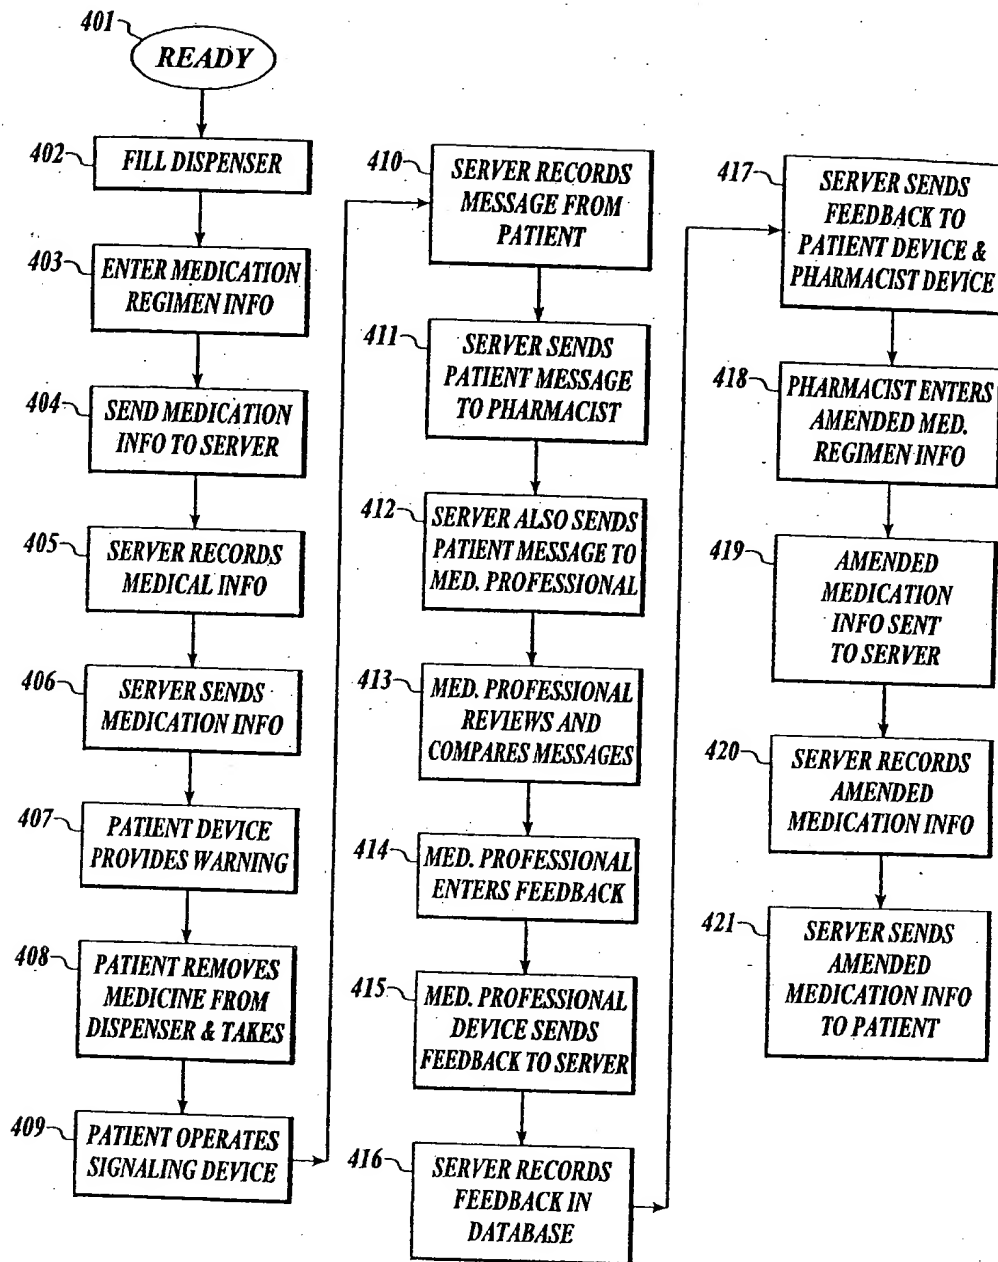 401
READY
402
FILL DISPENSER
403
ENTER MEDICATION
REGIMEN INFO
404
SEND MEDICATION
INFO TO SERVER
405
SERVER RECORDS
MEDICAL INFO
406
SERVER SENDS
MEDICATION INFO
407
PATIENT DEVICE
PROVIDES WARNING
408
PATIENT REMOVES
MEDICINE FROM
DISPENSER & TAKES
409
PATIENT OPERATES
SIGNALING DEVICE
410
SERVER RECORDS
MESSAGE FROM
PATIENT
411
SERVER SENDS
PATIENT MESSAGE
TO PHARMACIST
412
SERVER ALSO SENDS
PATIENT MESSAGE TO
MED. PROFESSIONAL
413
MED. PROFESSIONAL
REVIEWS AND
COMPARES MESSAGES
414
MED. PROFESSIONAL
ENTERS FEEDBACK
415
MED. PROFESSIONAL
DEVICE SENDS
FEEDBACK TO SERVER
416
SERVER RECORDS
FEEDBACK IN
DATABASE
417
SERVER SENDS
FEEDBACK TO
PATIENT DEVICE &
PHARMACIST DEVICE
418
PHARMACIST ENTERS
AMENDED MED.
REGIMEN INFO
419
AMENDED
MEDICATION
INFO SENT
TO SERVER
420
SERVER RECORDS
AMENDED
MEDICATION INFO
421
SERVER SENDS
AMENDED
MEDICATION INFO
TO PATIENT